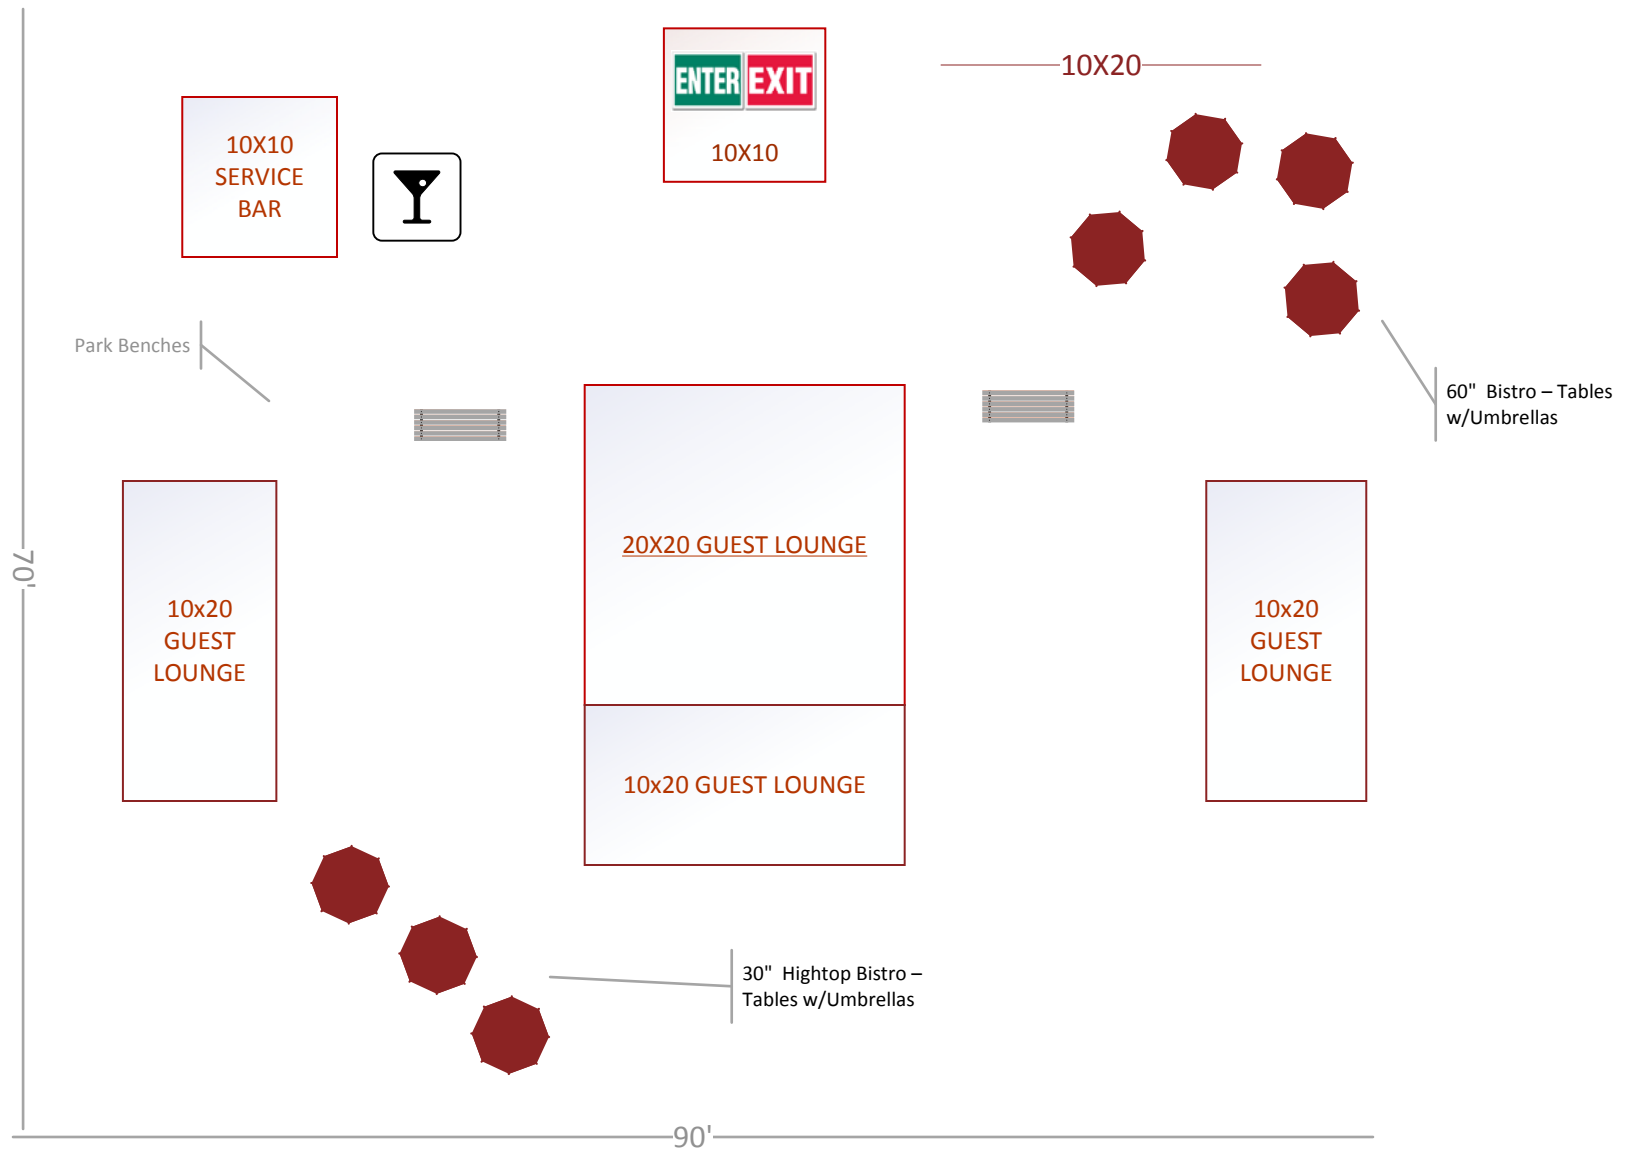 ENTER EXIT
10X10
10X20
10X10
SERVICE
BAR
Park Benches
60" Bistro – Tables
w/Umbrellas
20X20 GUEST LOUNGE
70'
10x20
GUEST
LOUNGE
10x20
GUEST
LOUNGE
10x20 GUEST LOUNGE
30" Hightop Bistro –
Tables w/Umbrellas
90'